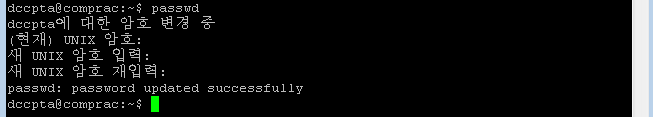 dccpta@comprac:~$ passwd
dccpta에 대한 암호 변경 중
(현재) UNIX 암호:
새 UNIX 암호 입력:
새 UNIX 암호 재입력:
passwd: password updated successfully
dccpta@comprac:~$